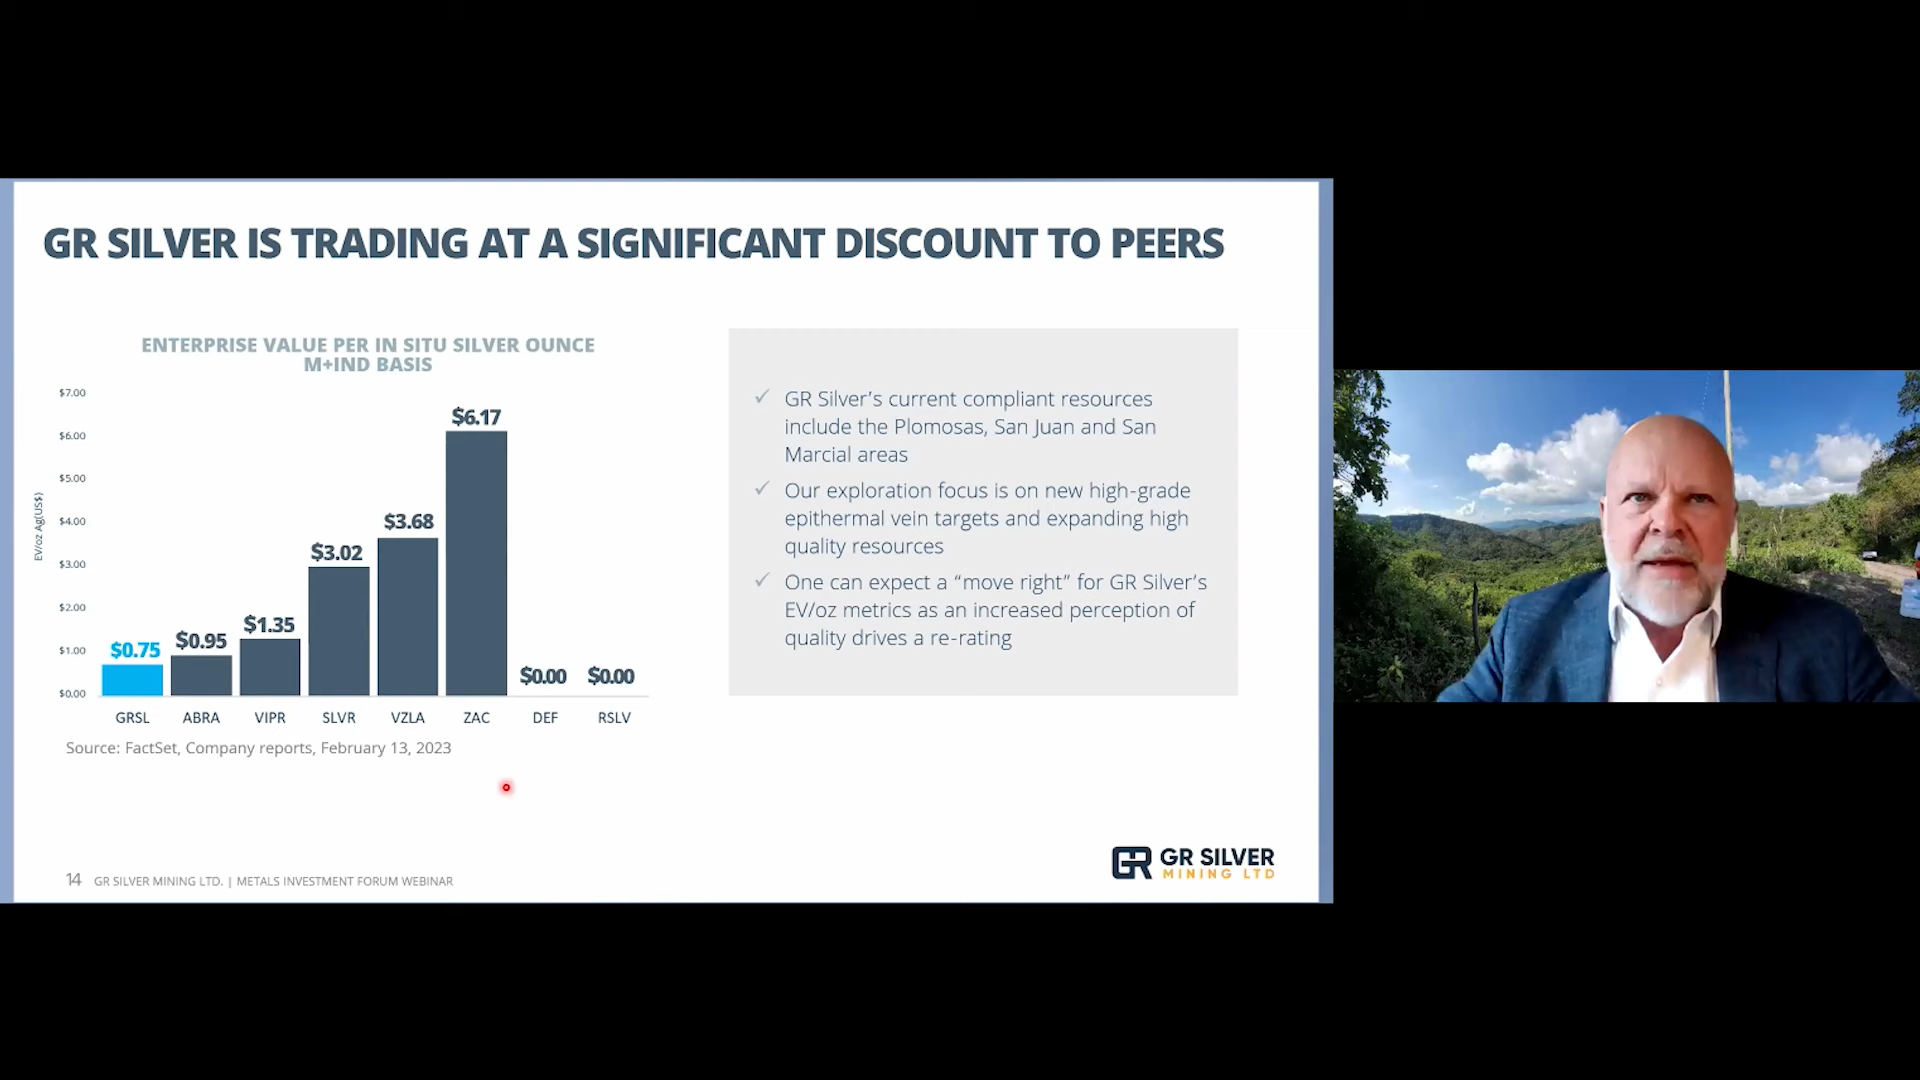 GR SILVER IS TRADING AT A SIGNIFICANT DISCOUNT TO PEERS
ENTERPRISE VALUE PER IN SITU SILVER OUNCE
M+IND BASIS
EV/oz Ag(US$)
$7.00
$6.00
$5.00
$4.00
$3.00
$2.00
$1.00
$0.00
$0.75
$0.95
$1.35
$3.02
$3.68
$6.17
$0.00
$0.00
GRSL
ABRA
VIPR
SLVR
VZLA
ZAC
DEF
RSLV
Source: FactSet, Company reports, February 13, 2023
✓ GR Silver’s current compliant resources
include the Plomosas, San Juan and San
Marcial areas
✓ Our exploration focus is on new high-grade
epithermal vein targets and expanding high
quality resources
✓ One can expect a “move right” for GR Silver’s
EV/oz metrics as an increased perception of
quality drives a re-rating
14 GR SILVER MINING LTD. | METALS INVESTMENT FORUM WEBINAR
GR GR SILVER
MINING LTD